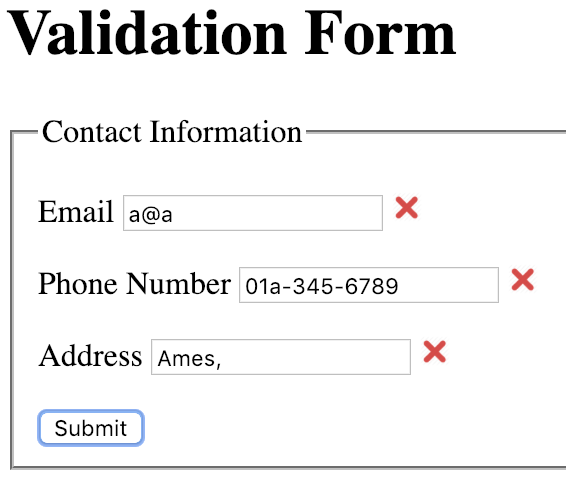 Validation Form
Contact Information
Email a@a
Phone Number 01a-345-6789
Address Ames,
Submit